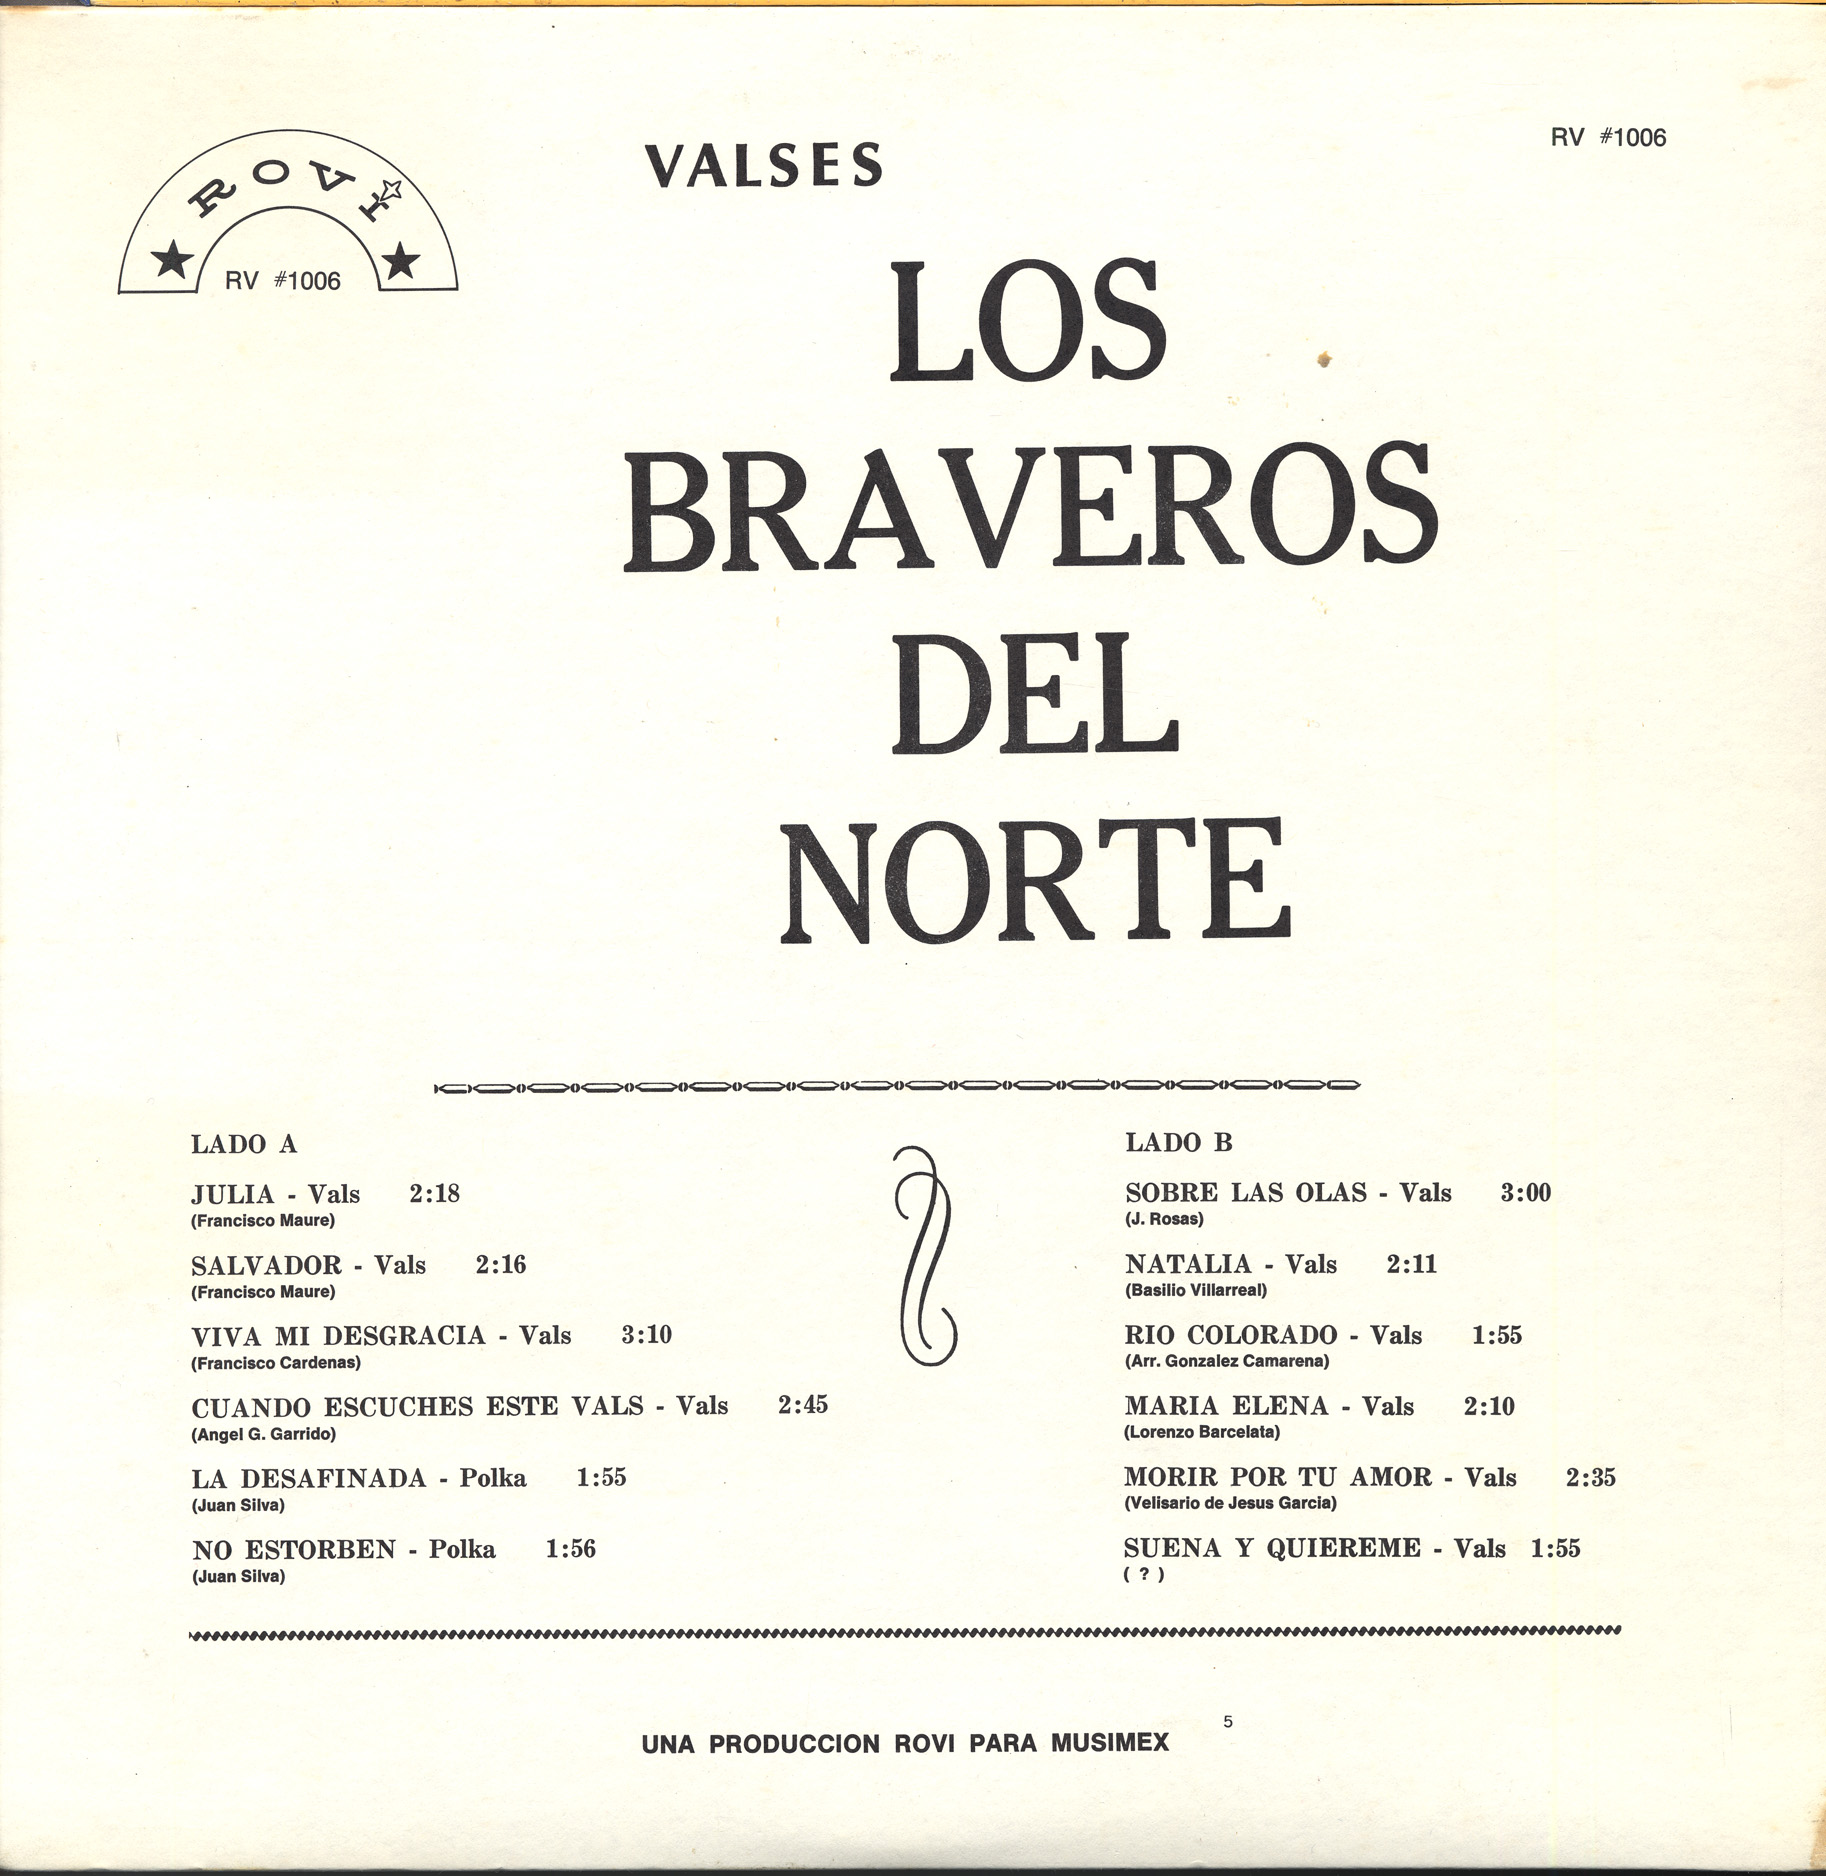 ROVI
RV #1006
VALSES
RV #1006
LOS
BRAVEROS
DEL
NORTE
LADO A
JULIA - Vals 2:18
(Francisco Maure)
SALVADOR - Vals 2:16
(Francisco Maure)
VIVA MI DESGRACIA - Vals 3:10
(Francisco Cardenas)
CUANDO ESCUCHES ESTE VALS - Vals 2:45
(Angel G. Garrido)
LA DESAFINADA - Polka 1:55
(Juan Silva)
NO ESTORBEN - Polka 1:56
(Juan Silva)
LADO B
SOBRE LAS OLAS - Vals 3:00
(J. Rosas)
NATALIA - Vals 2:11
(Basilio Villarreal)
RIO COLORADO - Vals 1:55
(Arr. Gonzalez Camarena)
MARIA ELENA - Vals 2:10
(Lorenzo Barcelata)
MORIR POR TU AMOR - Vals 2:35
(Velisario de Jesus Garcia)
SUENA Y QUIEREME - Vals 1:55
( ? )
UNA PRODUCCION ROVI PARA MUSIMEX
5